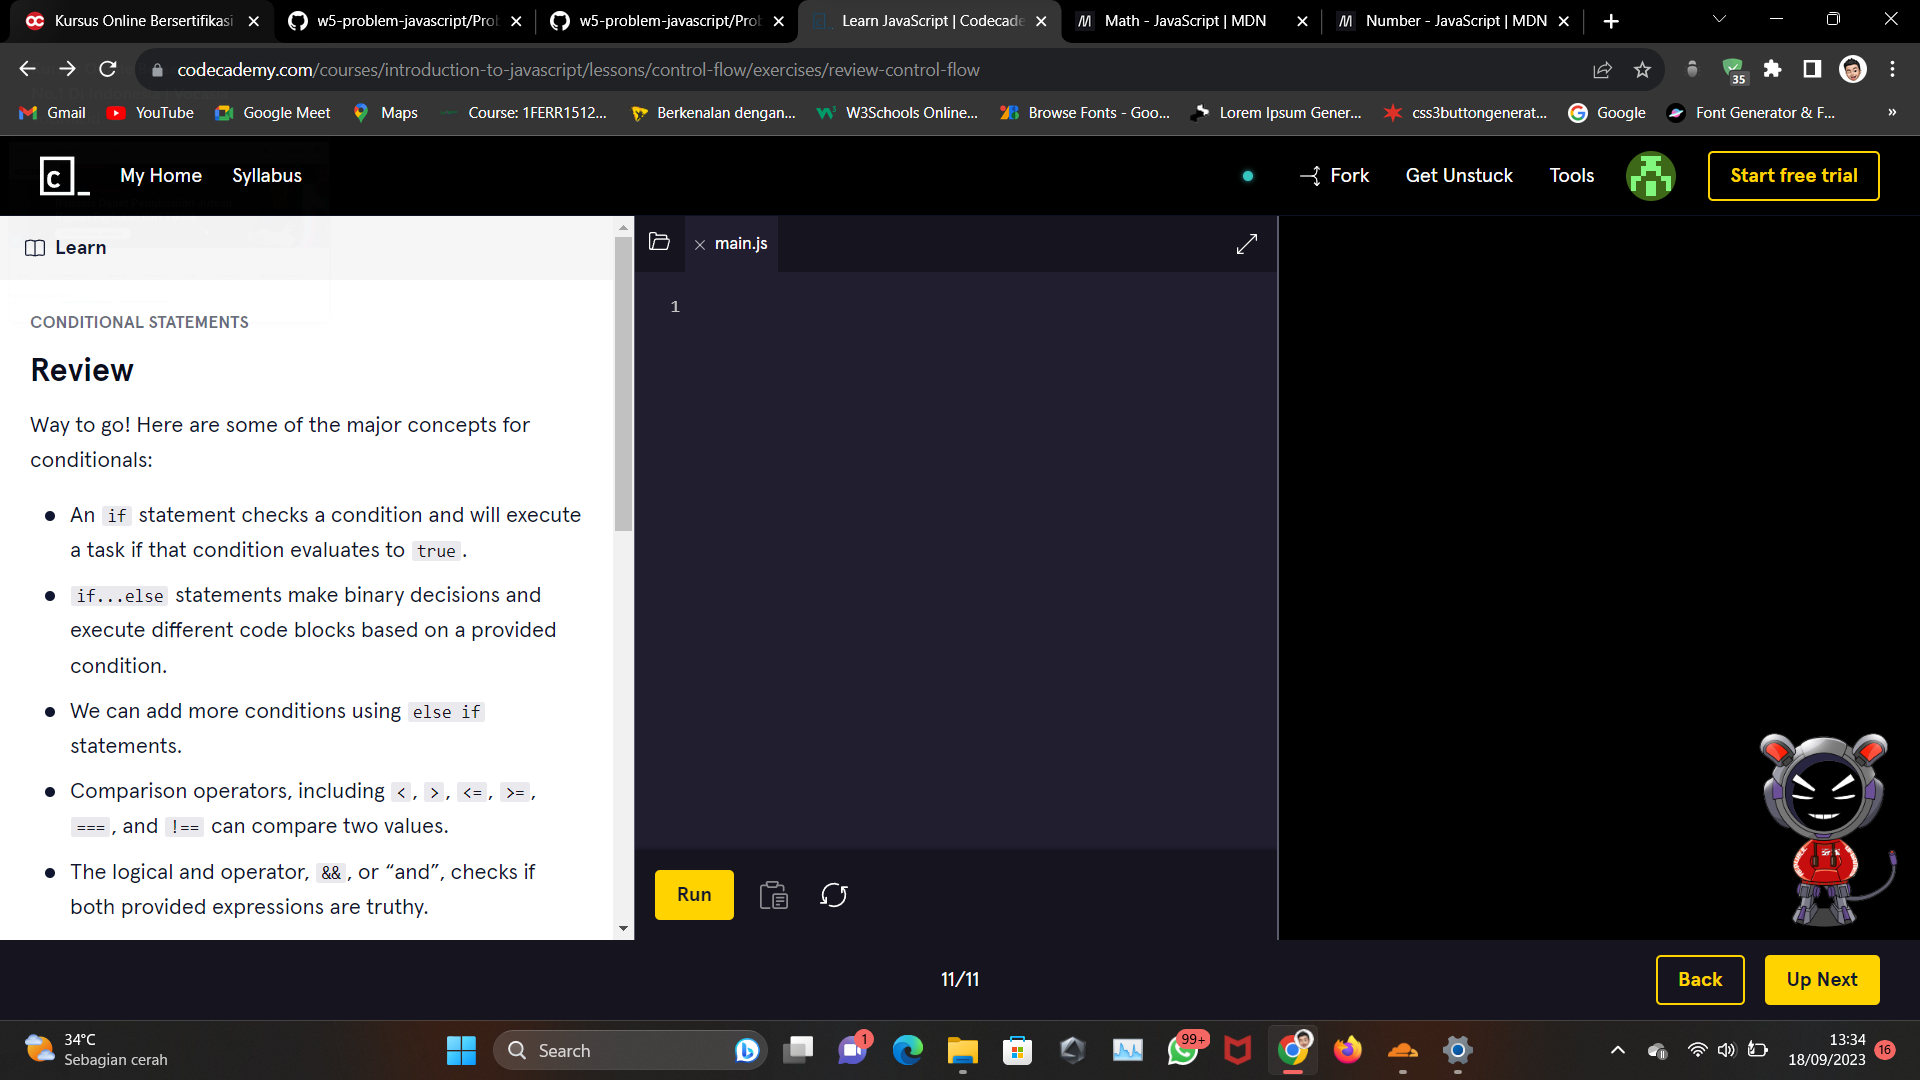 Kursus Online Bersertifikasi
w5-problem-javascript/Prob
w5-problem-javascript/Prob
Learn JavaScript | Codecade
Math - JavaScript | MDN
Number - JavaScript | MDN
codecademy.com/courses/introduction-to-javascript/lessons/control-flow/exercises/review-control-flow
35
Gmail
YouTube
Google Meet
Maps
Course: 1FERR1512...
Berkenalan dengan...
W3Schools Online...
Browse Fonts - Goo...
Lorem Ipsum Gener...
css3buttongenerat...
Google
Font Generator & F...
»
c
My Home
Syllabus
Fork
Get Unstuck
Tools
Start free trial
Learn
main.js
1
CONDITIONAL STATEMENTS
Review
Way to go! Here are some of the major concepts for
conditionals:
An if statement checks a condition and will execute
a task if that condition evaluates to true.
if...else statements make binary decisions and
execute different code blocks based on a provided
condition.
We can add more conditions using else if
statements.
Comparison operators, including <, >, <=, >=,
===, and !== can compare two values.
The logical and operator, &&, or “and”, checks if
both provided expressions are truthy.
Run
11/11
Back
Up Next
34°C
Sebagian cerah
Search
1
99+
13:34
18/09/2023
16